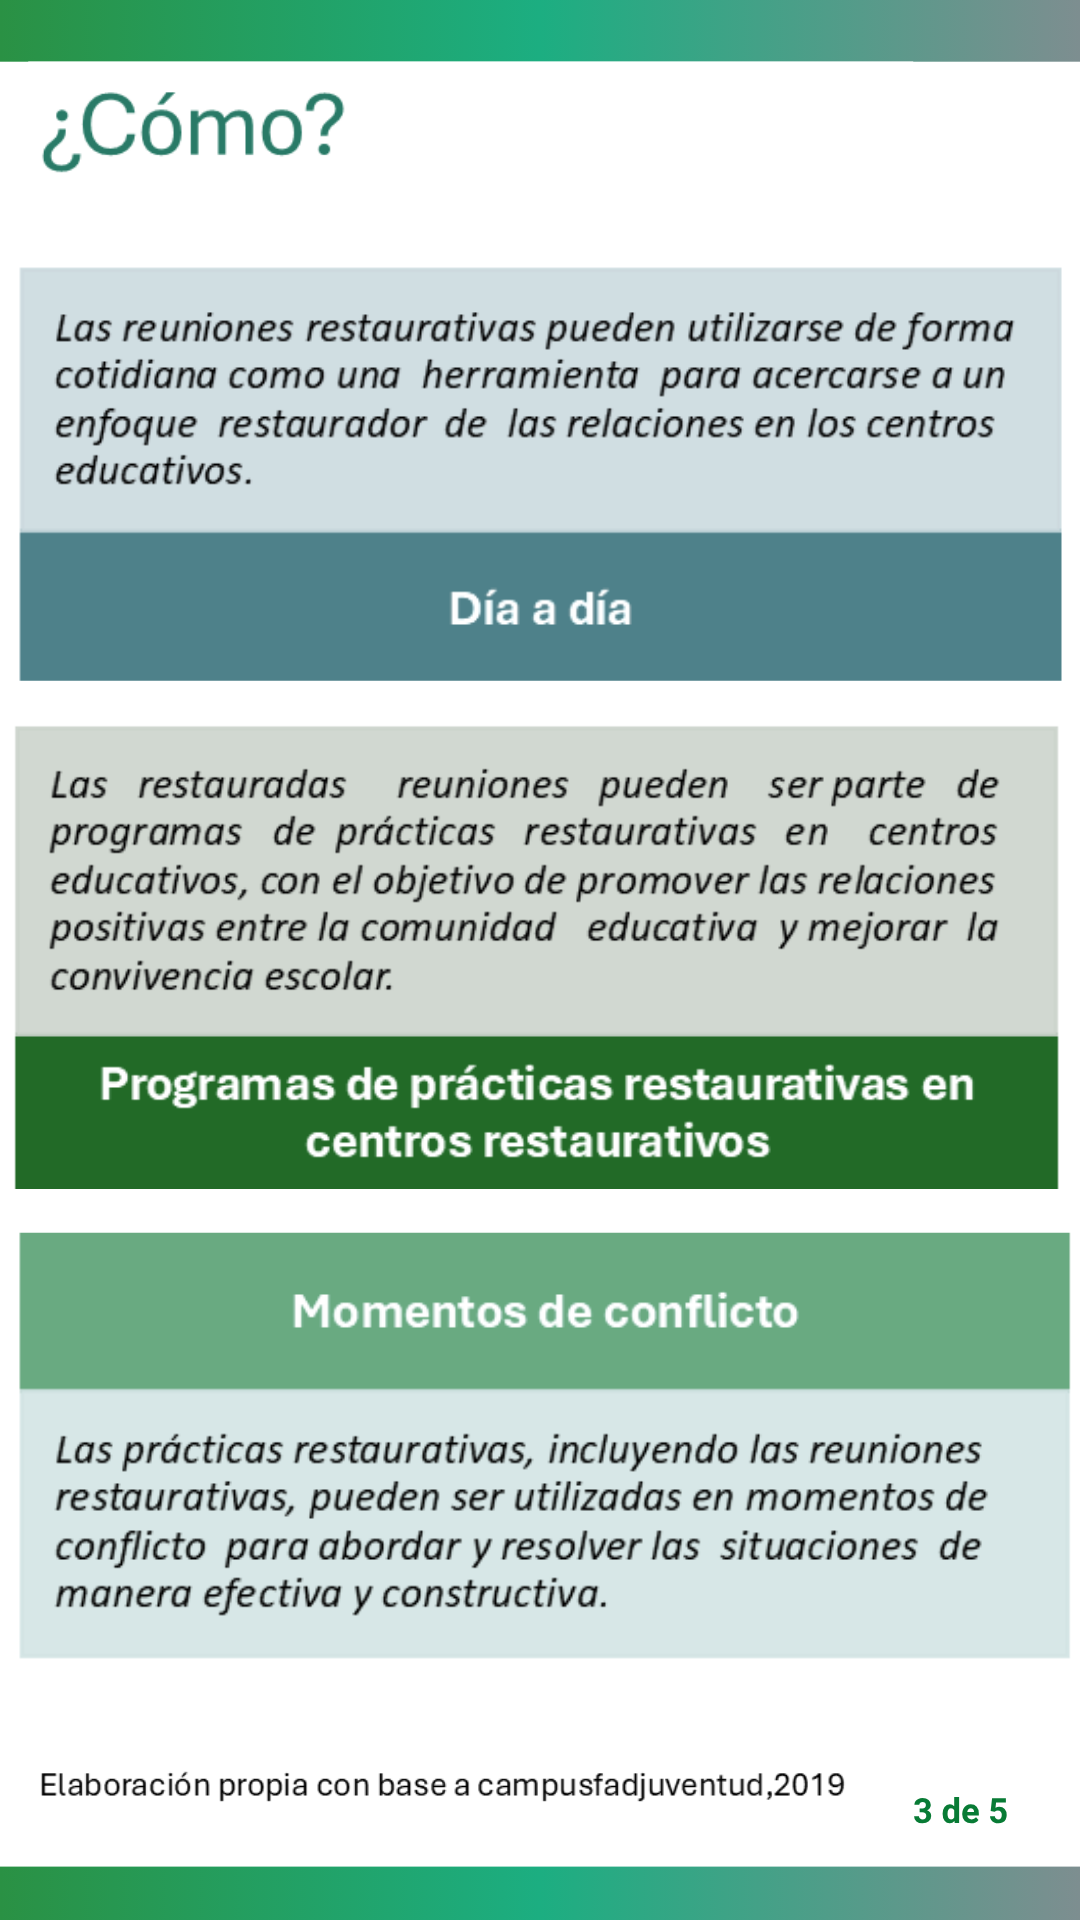 ¿Cómo?
Las reuniones restaurativas pueden utilizarse de forma
cotidiana como una herramienta para acercarse a un
enfoque restaurador de las relaciones en los centros
educativos.
Día a día
Las restauradas reuniones pueden ser parte de
programas de prácticas restaurativas en centros
educativos, con el objetivo de promover las relaciones
positivas entre la comunidad educativa y mejorar la
convivencia escolar.
Programas de prácticas restaurativas en
centros restaurativos
Momentos de conflicto
Las prácticas restaurativas, incluyendo las reuniones
restaurativas, pueden ser utilizadas en momentos de
conflicto para abordar y resolver las situaciones de
manera efectiva y constructiva.
Elaboración propia con base a campusfadjuventud,2019
3 de 5